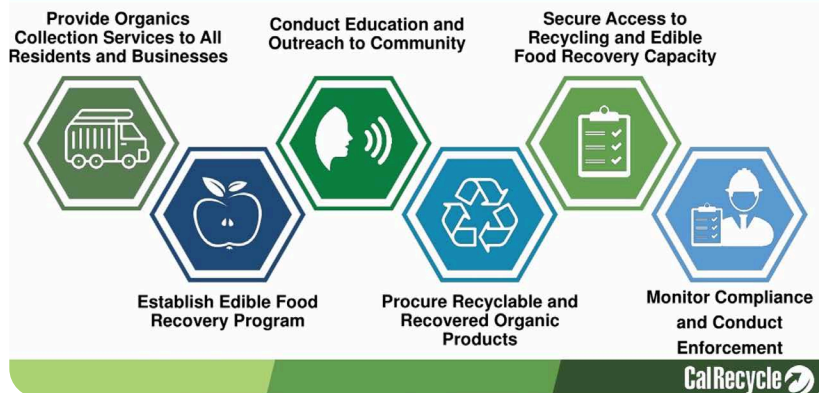 Provide Organics
Collection Services to All
Residents and Businesses
Conduct Education and
Outreach to Community
Secure Access to
Recycling and Edible
Food Recovery Capacity
Establish Edible Food
Recovery Program
Procure Recyclable and
Recovered Organic
Products
Monitor Compliance
and Conduct
Enforcement
CalRecycle